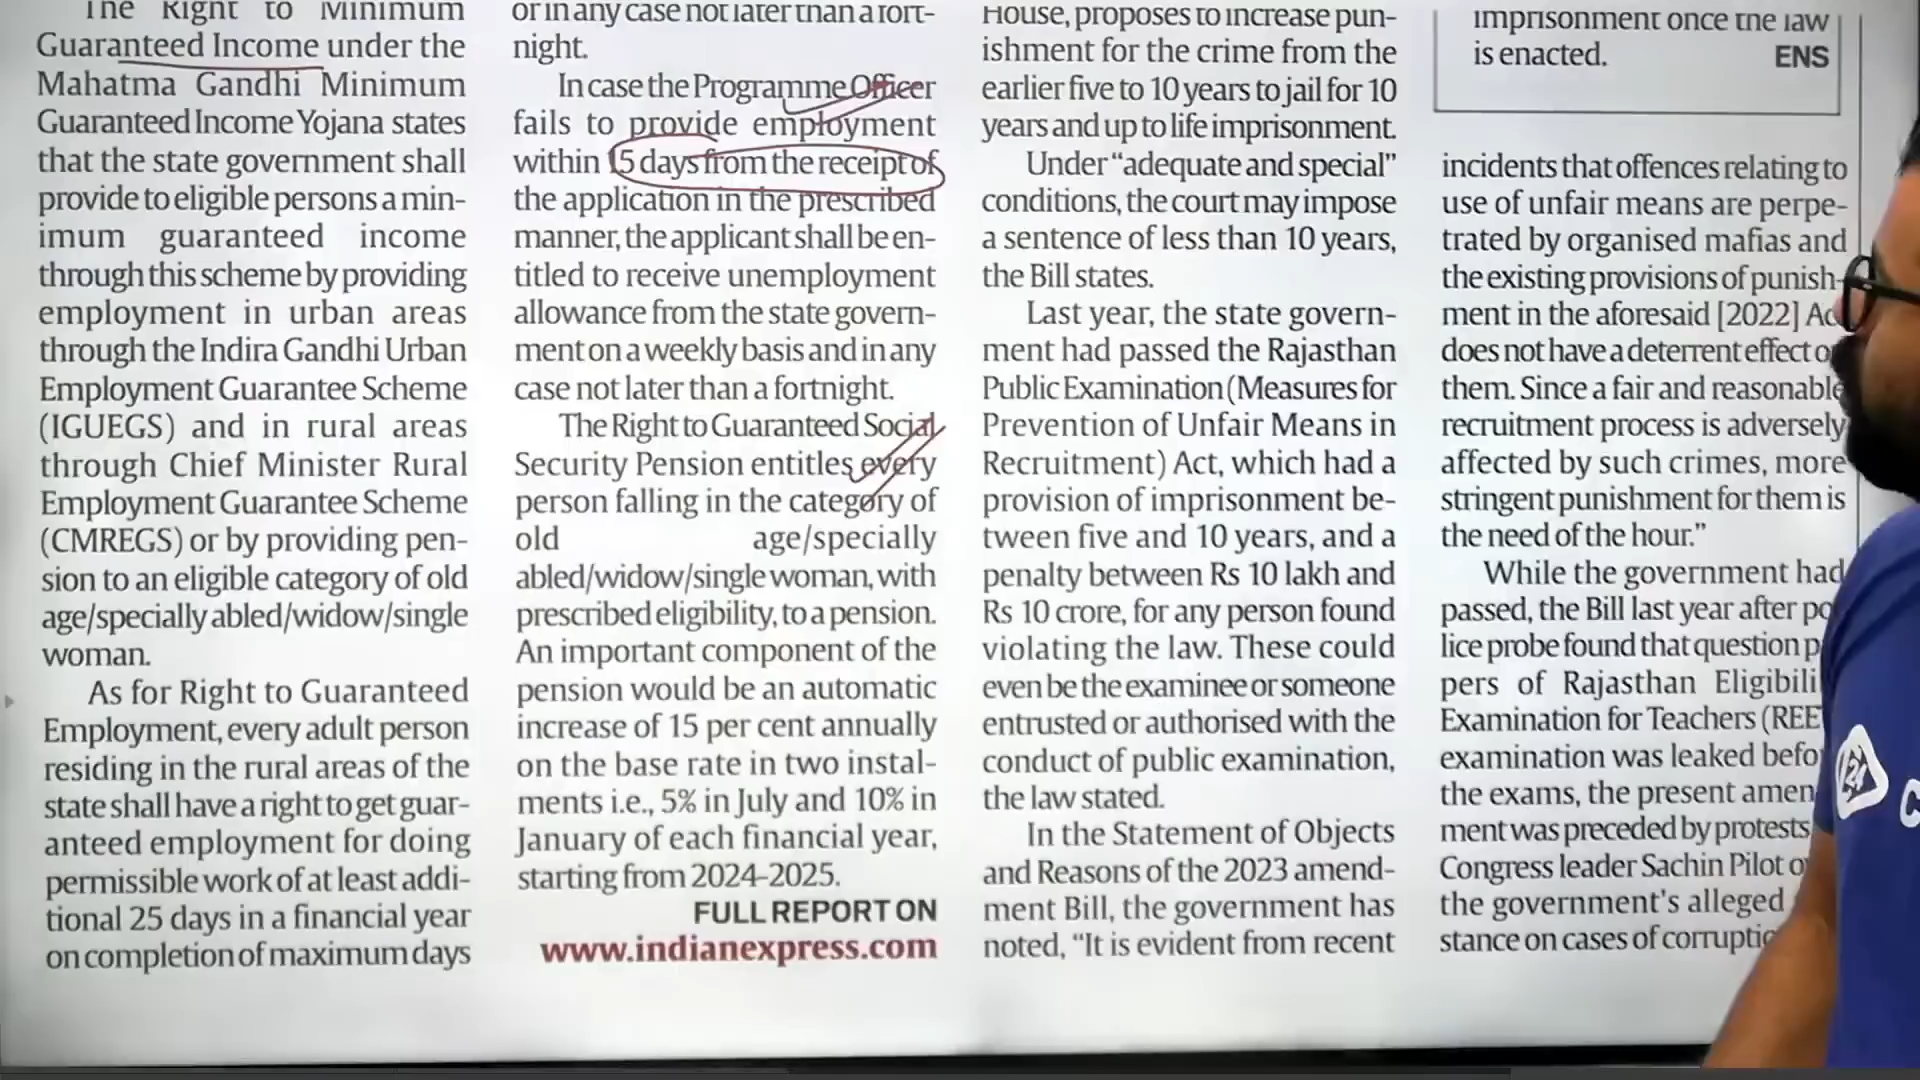 The Right to Minimum
Guaranteed Income under the
Mahatma Gandhi Minimum
Guaranteed Income Yojana states
that the state government shall
provide to eligible persons a min-
imum guaranteed income
through this scheme by providing
employment in urban areas
through the Indira Gandhi Urban
Employment Guarantee Scheme
(IGUEGS) and in rural areas
through Chief Minister Rural
Employment Guarantee Scheme
(CMREGS) or by providing pen-
sion to an eligible category of old
age/specially abled/widow/single
woman.
As for Right to Guaranteed
Employment, every adult person
residing in the rural areas of the
state shall have a right to get guar-
anteed employment for doing
permissible work of at least addi-
tional 25 days in a financial year
on completion of maximum days
or in any case not later than a fort-
night.
In case the Programme Officer
fails to provide employment
within 15 days from the receipt of
the application in the prescribed
manner, the applicant shall be en-
titled to receive unemployment
allowance from the state govern-
ment on a weekly basis and in any
case not later than a fortnight.
The Right to Guaranteed Social
Security Pension entitles every
person falling in the category of
old age/specially
abled/widow/single woman, with
prescribed eligibility, to a pension.
An important component of the
pension would be an automatic
increase of 15 per cent annually
on the base rate in two instal-
ments i.e., 5% in July and 10% in
January of each financial year,
starting from 2024-2025.
FULL REPORT ON
www.indianexpress.com
House, proposes to increase pun-
ishment for the crime from the
earlier five to 10 years to jail for 10
years and up to life imprisonment.
Under “adequate and special”
conditions, the court may impose
a sentence of less than 10 years,
the Bill states.
Last year, the state govern-
ment had passed the Rajasthan
Public Examination (Measures for
Prevention of Unfair Means in
Recruitment) Act, which had a
provision of imprisonment be-
tween five and 10 years, and a
penalty between Rs 10 lakh and
Rs 10 crore, for any person found
violating the law. These could
even be the examinee or someone
entrusted or authorised with the
conduct of public examination,
the law stated.
In the Statement of Objects
and Reasons of the 2023 amend-
ment Bill, the government has
noted, “It is evident from recent
imprisonment once the law
is enacted. ENS
incidents that offences relating to
use of unfair means are perpe-
trated by organised mafias and
the existing provisions of punish-
ment in the aforesaid [2022]
does not have a deterrent effect
them. Since a fair and reasonable
recruitment process is adversely
affected by such crimes, more
stringent punishment for them is
the need of the hour.”
While the government had
passed, the Bill last year after po
lice probe found that question
pers of Rajasthan
Examination for Teachers (REE
examination was leaked
the exams, the present amen
ment was preceded by protests
Congress leader Sachin Pilot
the government's alleged
stance on cases of